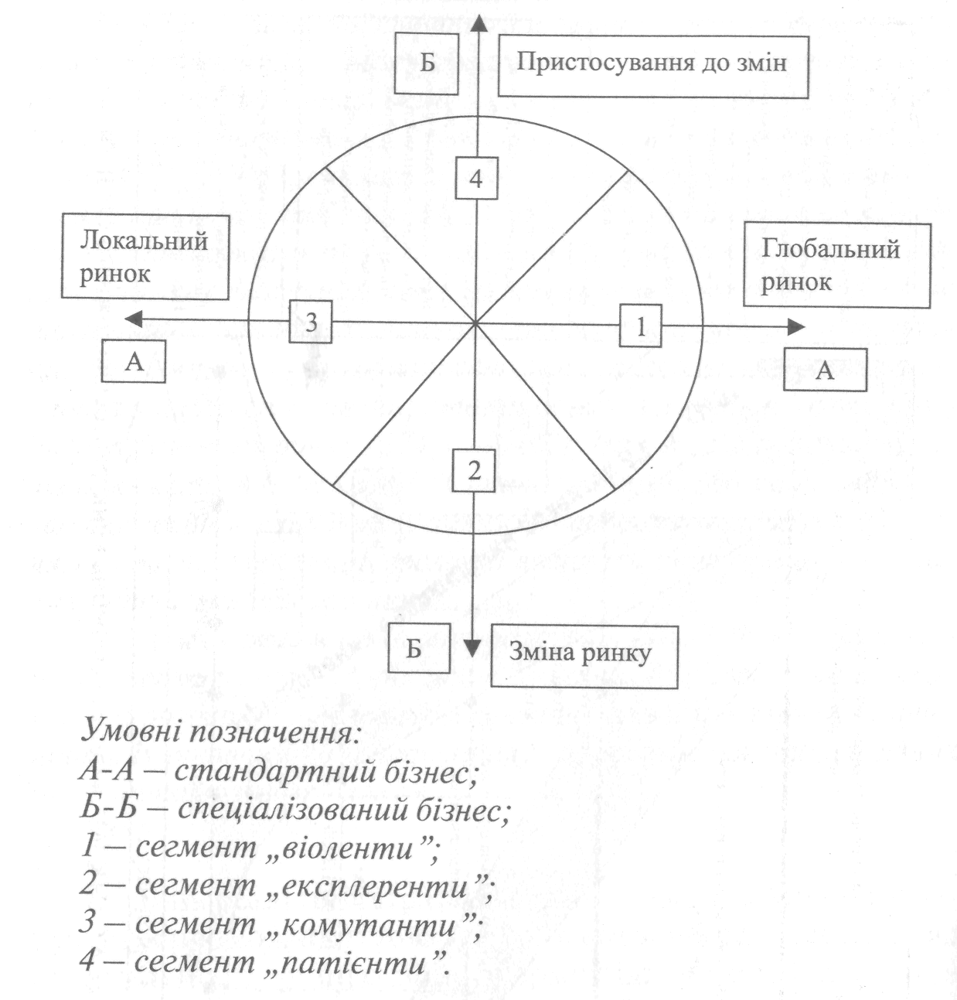 Б
Пристосування до змін
4
Локальний
ринок
Глобальний
ринок
3
1
А
А
2
Б
Зміна ринку
Умовні позначення:
А-А – стандартний бізнес;
Б-Б – спеціалізований бізнес;
1 – сегмент „віоленти”;
2 – сегмент „експлеренти”;
3 – сегмент „комутанти”;
4 – сегмент „патієнти”.